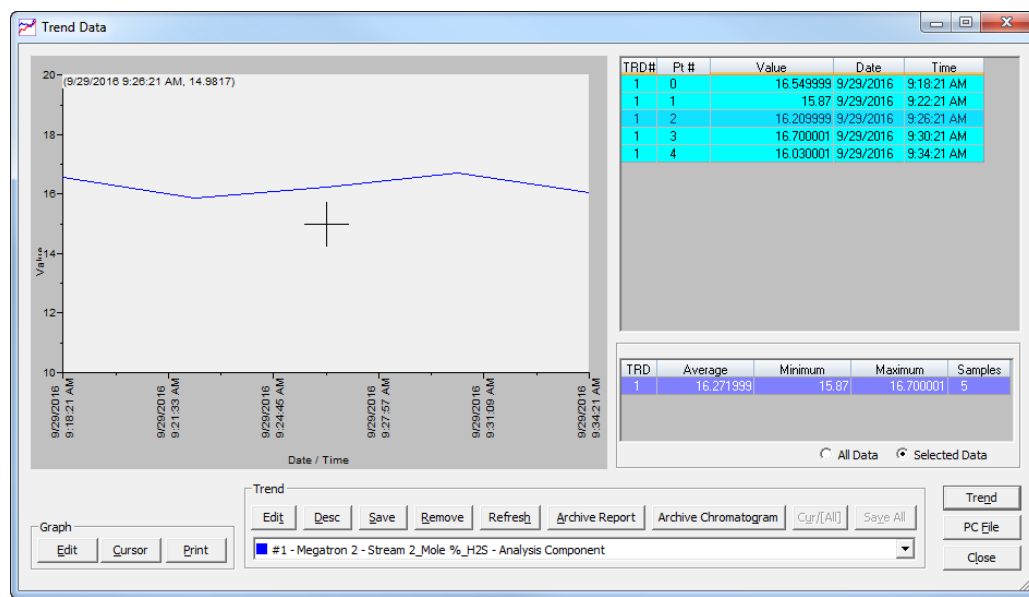 Trend Data
(9/29/2016 9:26:21 AM, 14.9817)
20
18
16
14
12
10
Value
9/29/2016 9:18:21 AM
9/29/2016 9:21:33 AM
9/29/2016 9:24:45 AM
9/29/2016 9:27:57 AM
9/29/2016 9:31:09 AM
9/29/2016 9:34:21 AM
Date / Time
TRD# Pt # Value Date Time
1 0 16.549999 9/29/2016 9:18:21 AM
1 1 15.87 9/29/2016 9:22:21 AM
1 2 16.209999 9/29/2016 9:26:21 AM
1 3 16.700001 9/29/2016 9:30:21 AM
1 4 16.030001 9/29/2016 9:34:21 AM
TRD Average Minimum Maximum Samples
1 16.271999 15.87 16.700001 5
All Data Selected Data
Graph
Edit Cursor Print
Trend
Edit Desc Save Remove Refresh Archive Report Archive Chromatogram Cur/[All] Save All
#1 - Megatron 2 - Stream 2_Mole %_H2S - Analysis Component
Trend
PC File
Close